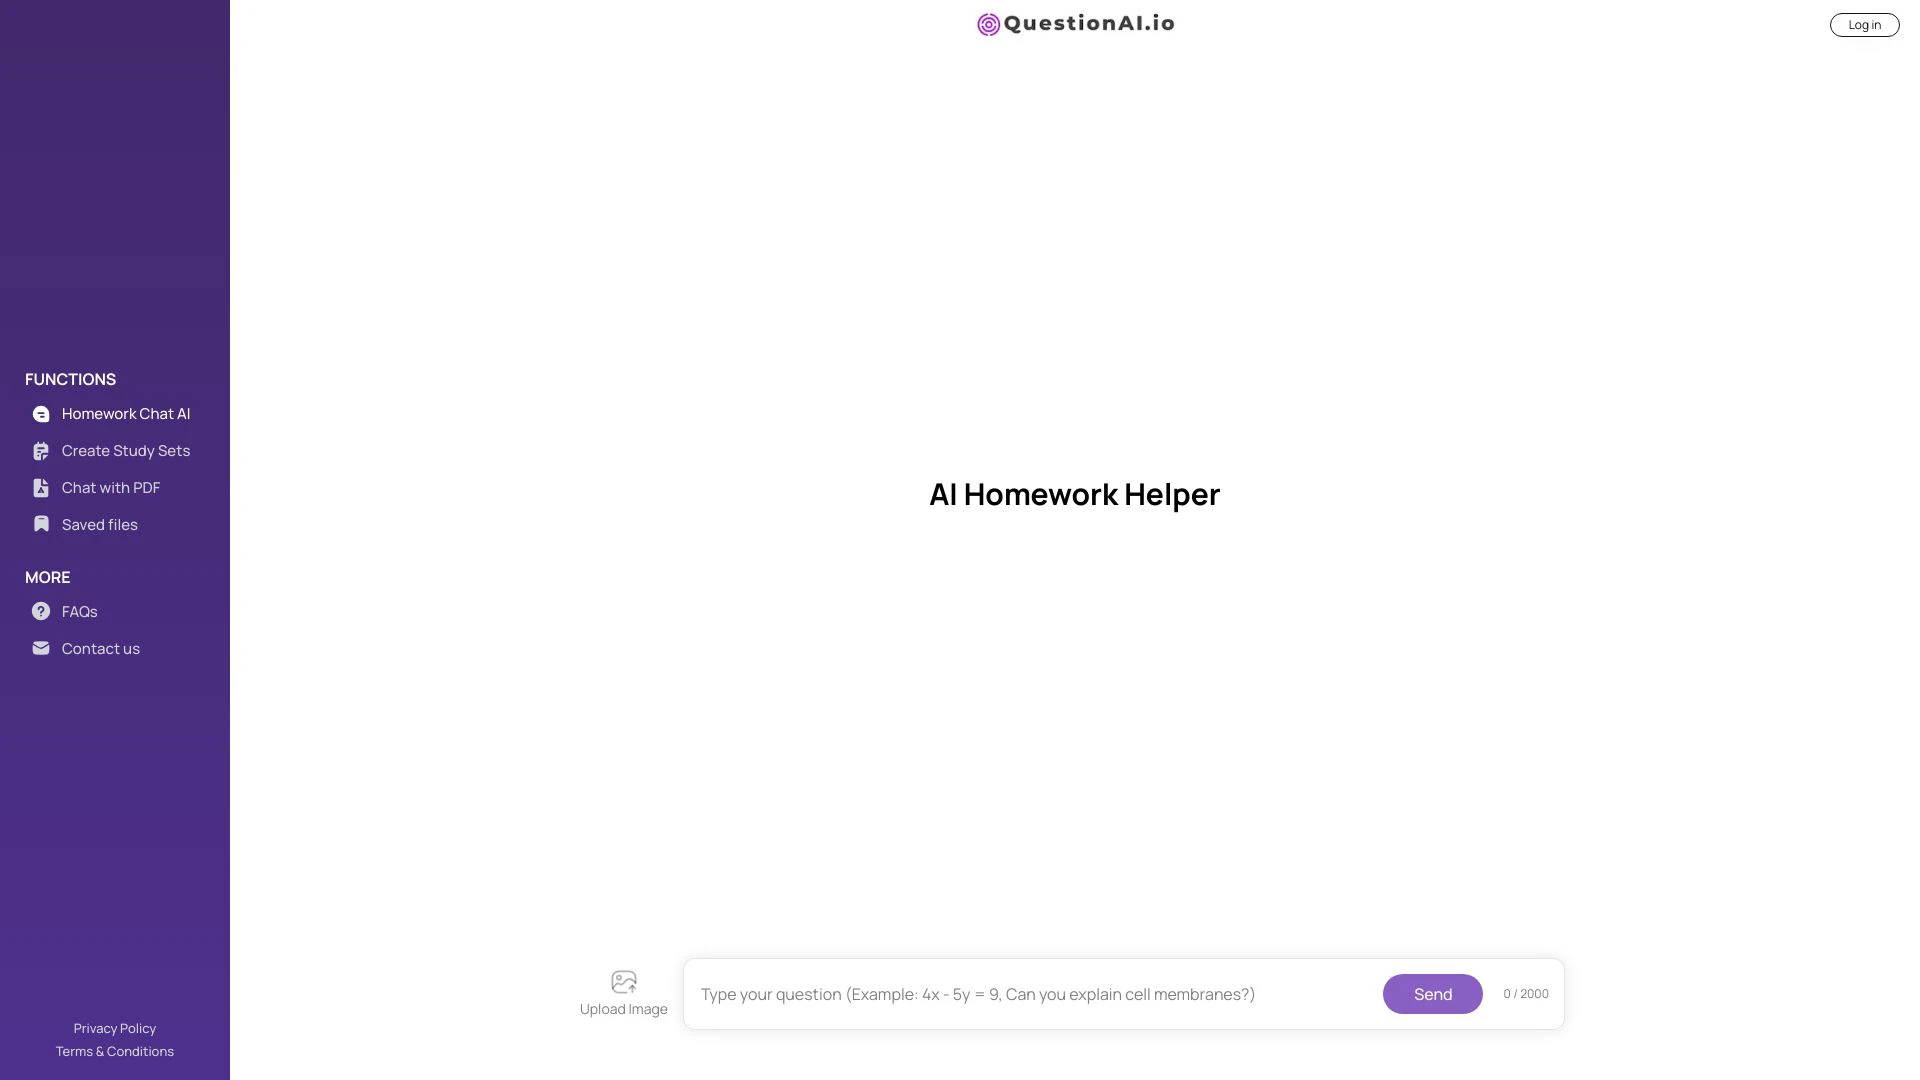 QuestionAI.io
Log in
FUNCTIONS
Homework Chat AI
Create Study Sets
Chat with PDF
Saved files
MORE
FAQs
Contact us
Privacy Policy
Terms & Conditions
AI Homework Helper
Upload Image
Type your question (Example: 4x - 5y = 9, Can you explain cell membranes?)
Send
0 / 2000